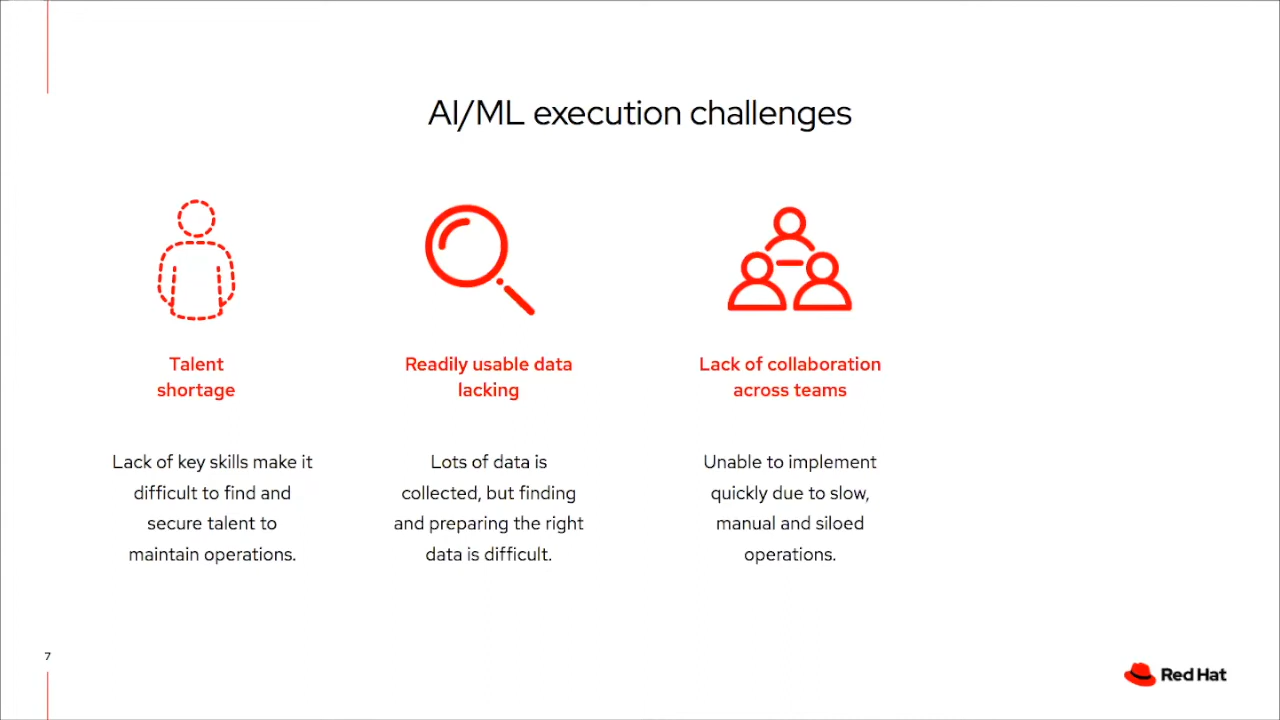 AI/ML execution challenges
Talent
shortage
Lack of key skills make it
difficult to find and
secure talent to
maintain operations.
Readily usable data
lacking
Lots of data is
collected, but finding
and preparing the right
data is difficult.
Lack of collaboration
across teams
Unable to implement
quickly due to slow,
manual and siloed
operations.
7
Red Hat